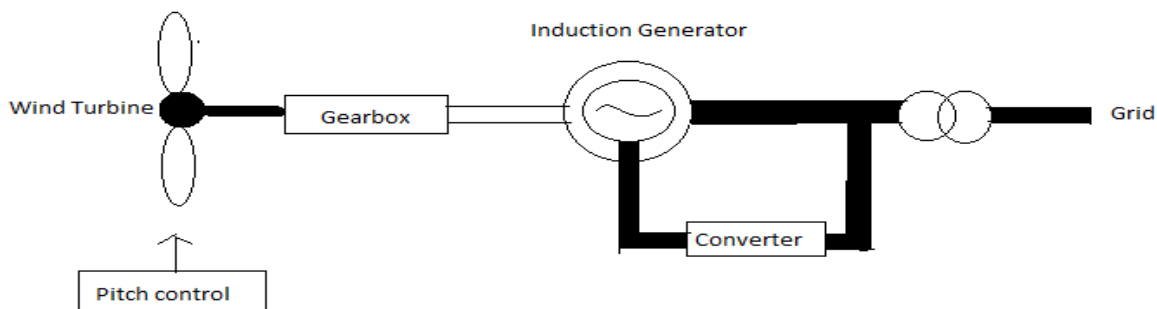 Induction Generator
Wind Turbine
Gearbox
Grid
Converter
Pitch control